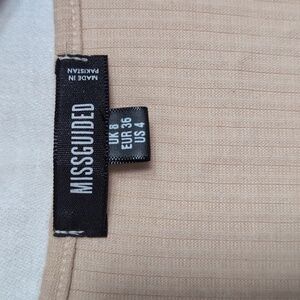 MISSGUIDED
MADE IN
PAKISTAN
UK 8
EUR 36
US 4